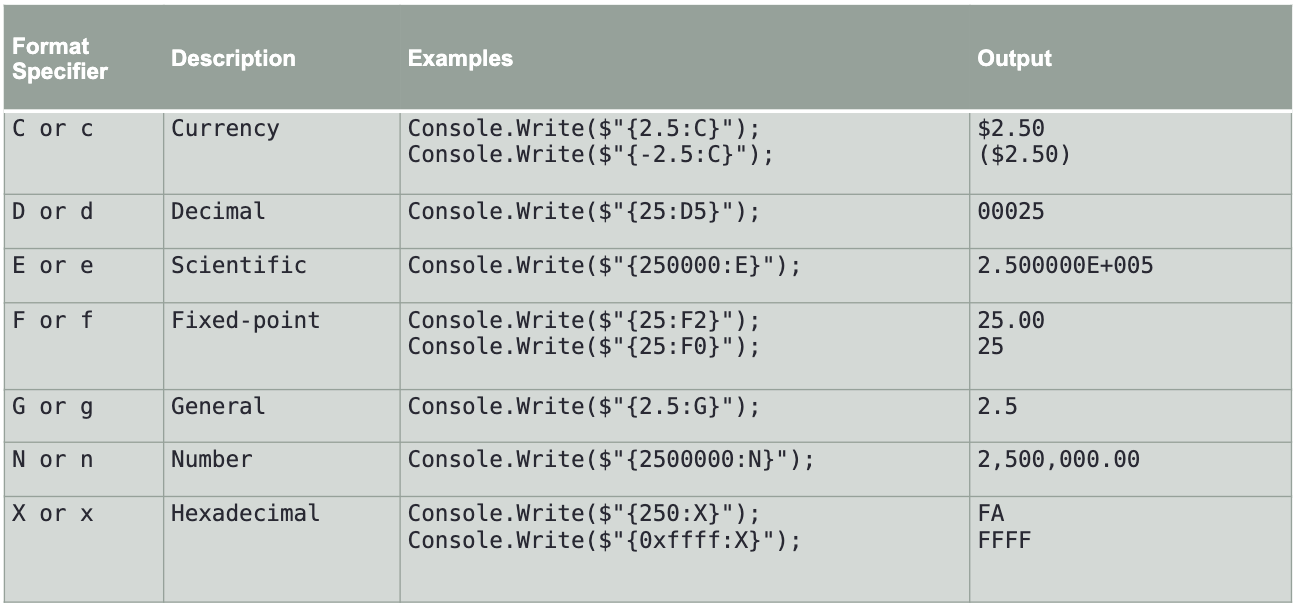 Format
Specifier
Description
Examples
Output
C or c
Currency
Console.Write($"{2.5:C}");
Console.Write($"{-2.5:C}");
$2.50
($2.50)
D or d
Decimal
Console.Write($"{25:D5}");
00025
E or e
Scientific
Console.Write($"{250000:E}");
2.500000E+005
F or f
Fixed-point
Console.Write($"{25:F2}");
Console.Write($"{25:F0}");
25.00
25
G or g
General
Console.Write($"{2.5:G}");
2.5
N or n
Number
Console.Write($"{2500000:N}");
2,500,000.00
X or x
Hexadecimal
Console.Write($"{250:X}");
Console.Write($"{0xffff:X}");
FA
FFFF